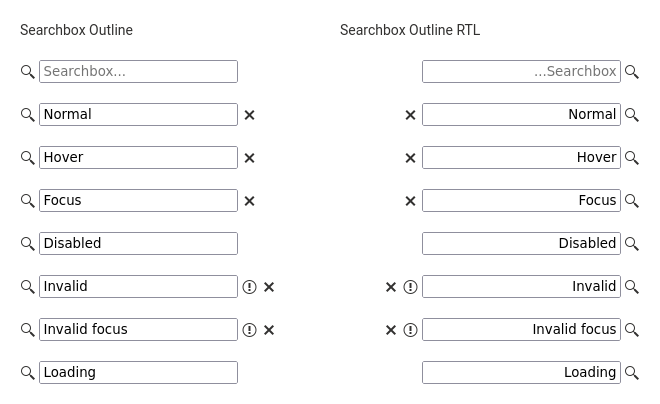 Searchbox Outline
Searchbox...
Normal
Hover
Focus
Disabled
Invalid
Invalid focus
Loading
Searchbox Outline RTL
...Searchbox
Normal
Hover
Focus
Disabled
Invalid
Invalid focus
Loading